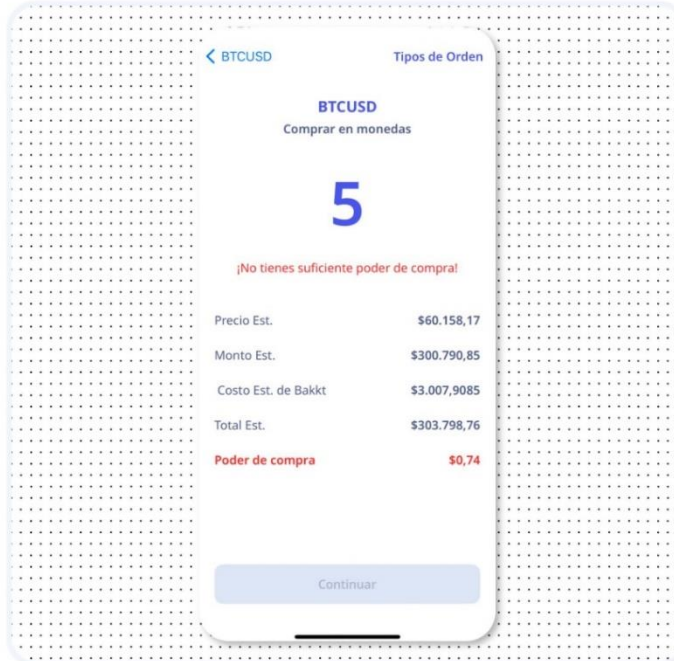 BTCUSD Tipos de Orden
BTCUSD
Comprar en monedas
5
¡No tienes suficiente poder de compra!
Precio Est. $60.158,17
Monto Est. $300.790,85
Costo Est. de Bakkt $3.007,9085
Total Est. $303.798,76
Poder de compra $0,74
Continuar